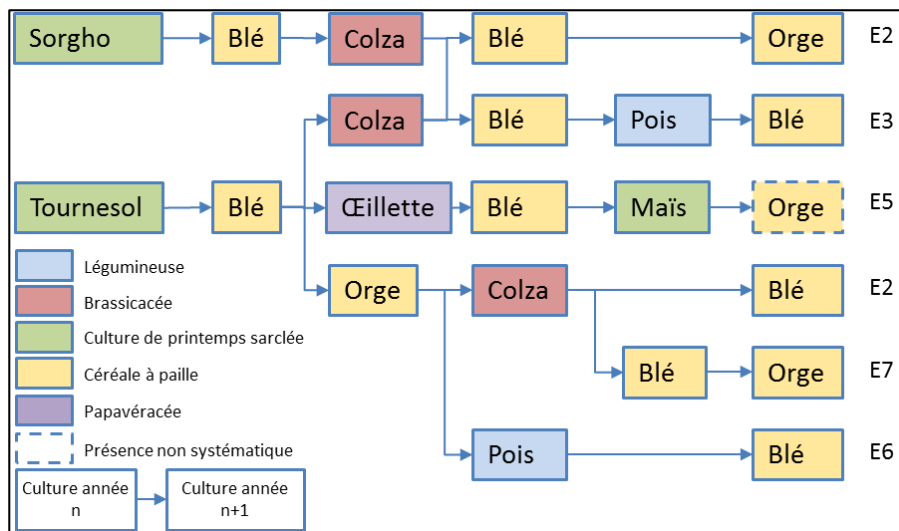 Sorgho Blé Colza Blé Orge E2
Colza Blé Pois Blé E3
Tournesol Blé Œillette Blé Maïs Orge E5
Légumineuse
Orge Colza Blé E2
Brassicacée
Culture de printemps sarclée
Céréale à paille
Blé Orge E7
Papavéracée
Présence non systématique
Pois Blé E6
Culture année
n
Culture année
n+1